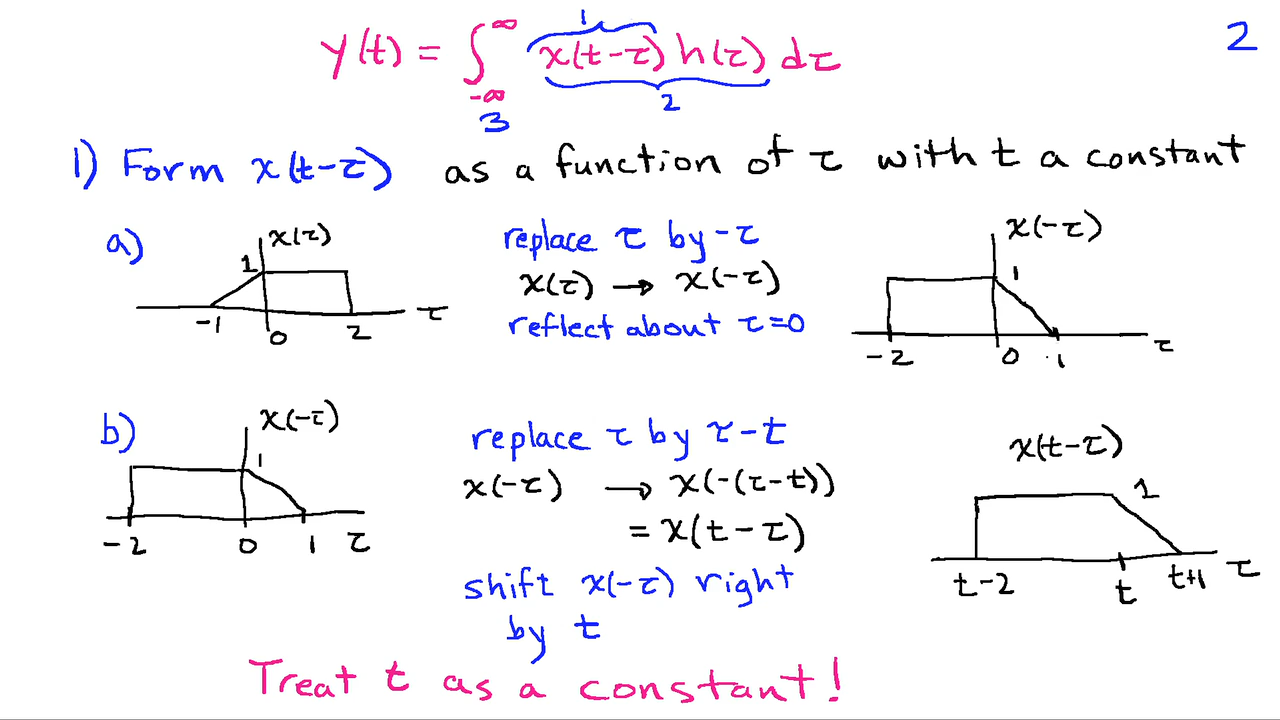 2
y(t) = ∫_{-∞}^{∞} x(t-τ) h(τ) dτ
1
2
3
1) Form x(t-τ) as a function of τ with t a constant
a)
x(τ)
1
-1 0 2 τ
replace τ by -τ
x(τ) → x(-τ)
reflect about τ=0
x(-τ)
1
-2 0 1 τ
b)
x(-τ)
1
-2 0 1 τ
replace τ by τ-t
x(-τ) → x(-(τ-t))
= x(t-τ)
shift x(-τ) right
by t
x(t-τ)
1
t-2 t t+1 τ
Treat t as a constant!